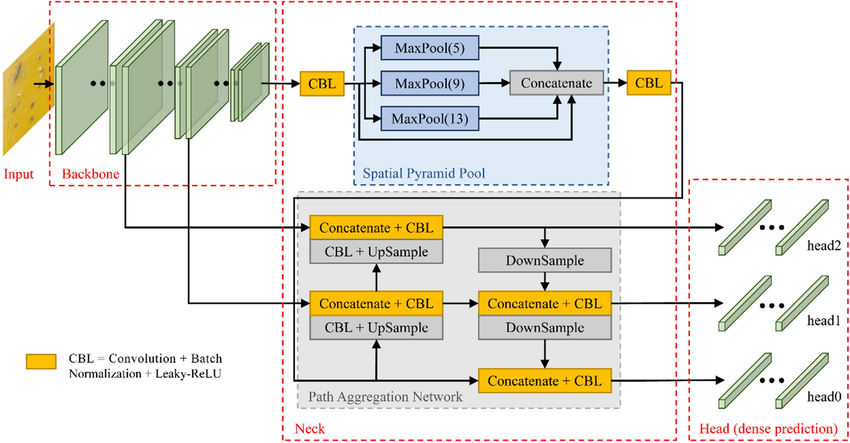 Input
Backbone
CBL
MaxPool(5)
MaxPool(9)
MaxPool(13)
Concatenate
CBL
Spatial Pyramid Pool
Concatenate + CBL
CBL + UpSample
DownSample
Concatenate + CBL
CBL + UpSample
Concatenate + CBL
DownSample
Concatenate + CBL
Path Aggregation Network
Neck
head2
head1
head0
Head (dense prediction)
CBL = Convolution + Batch
Normalization + Leaky-ReLU